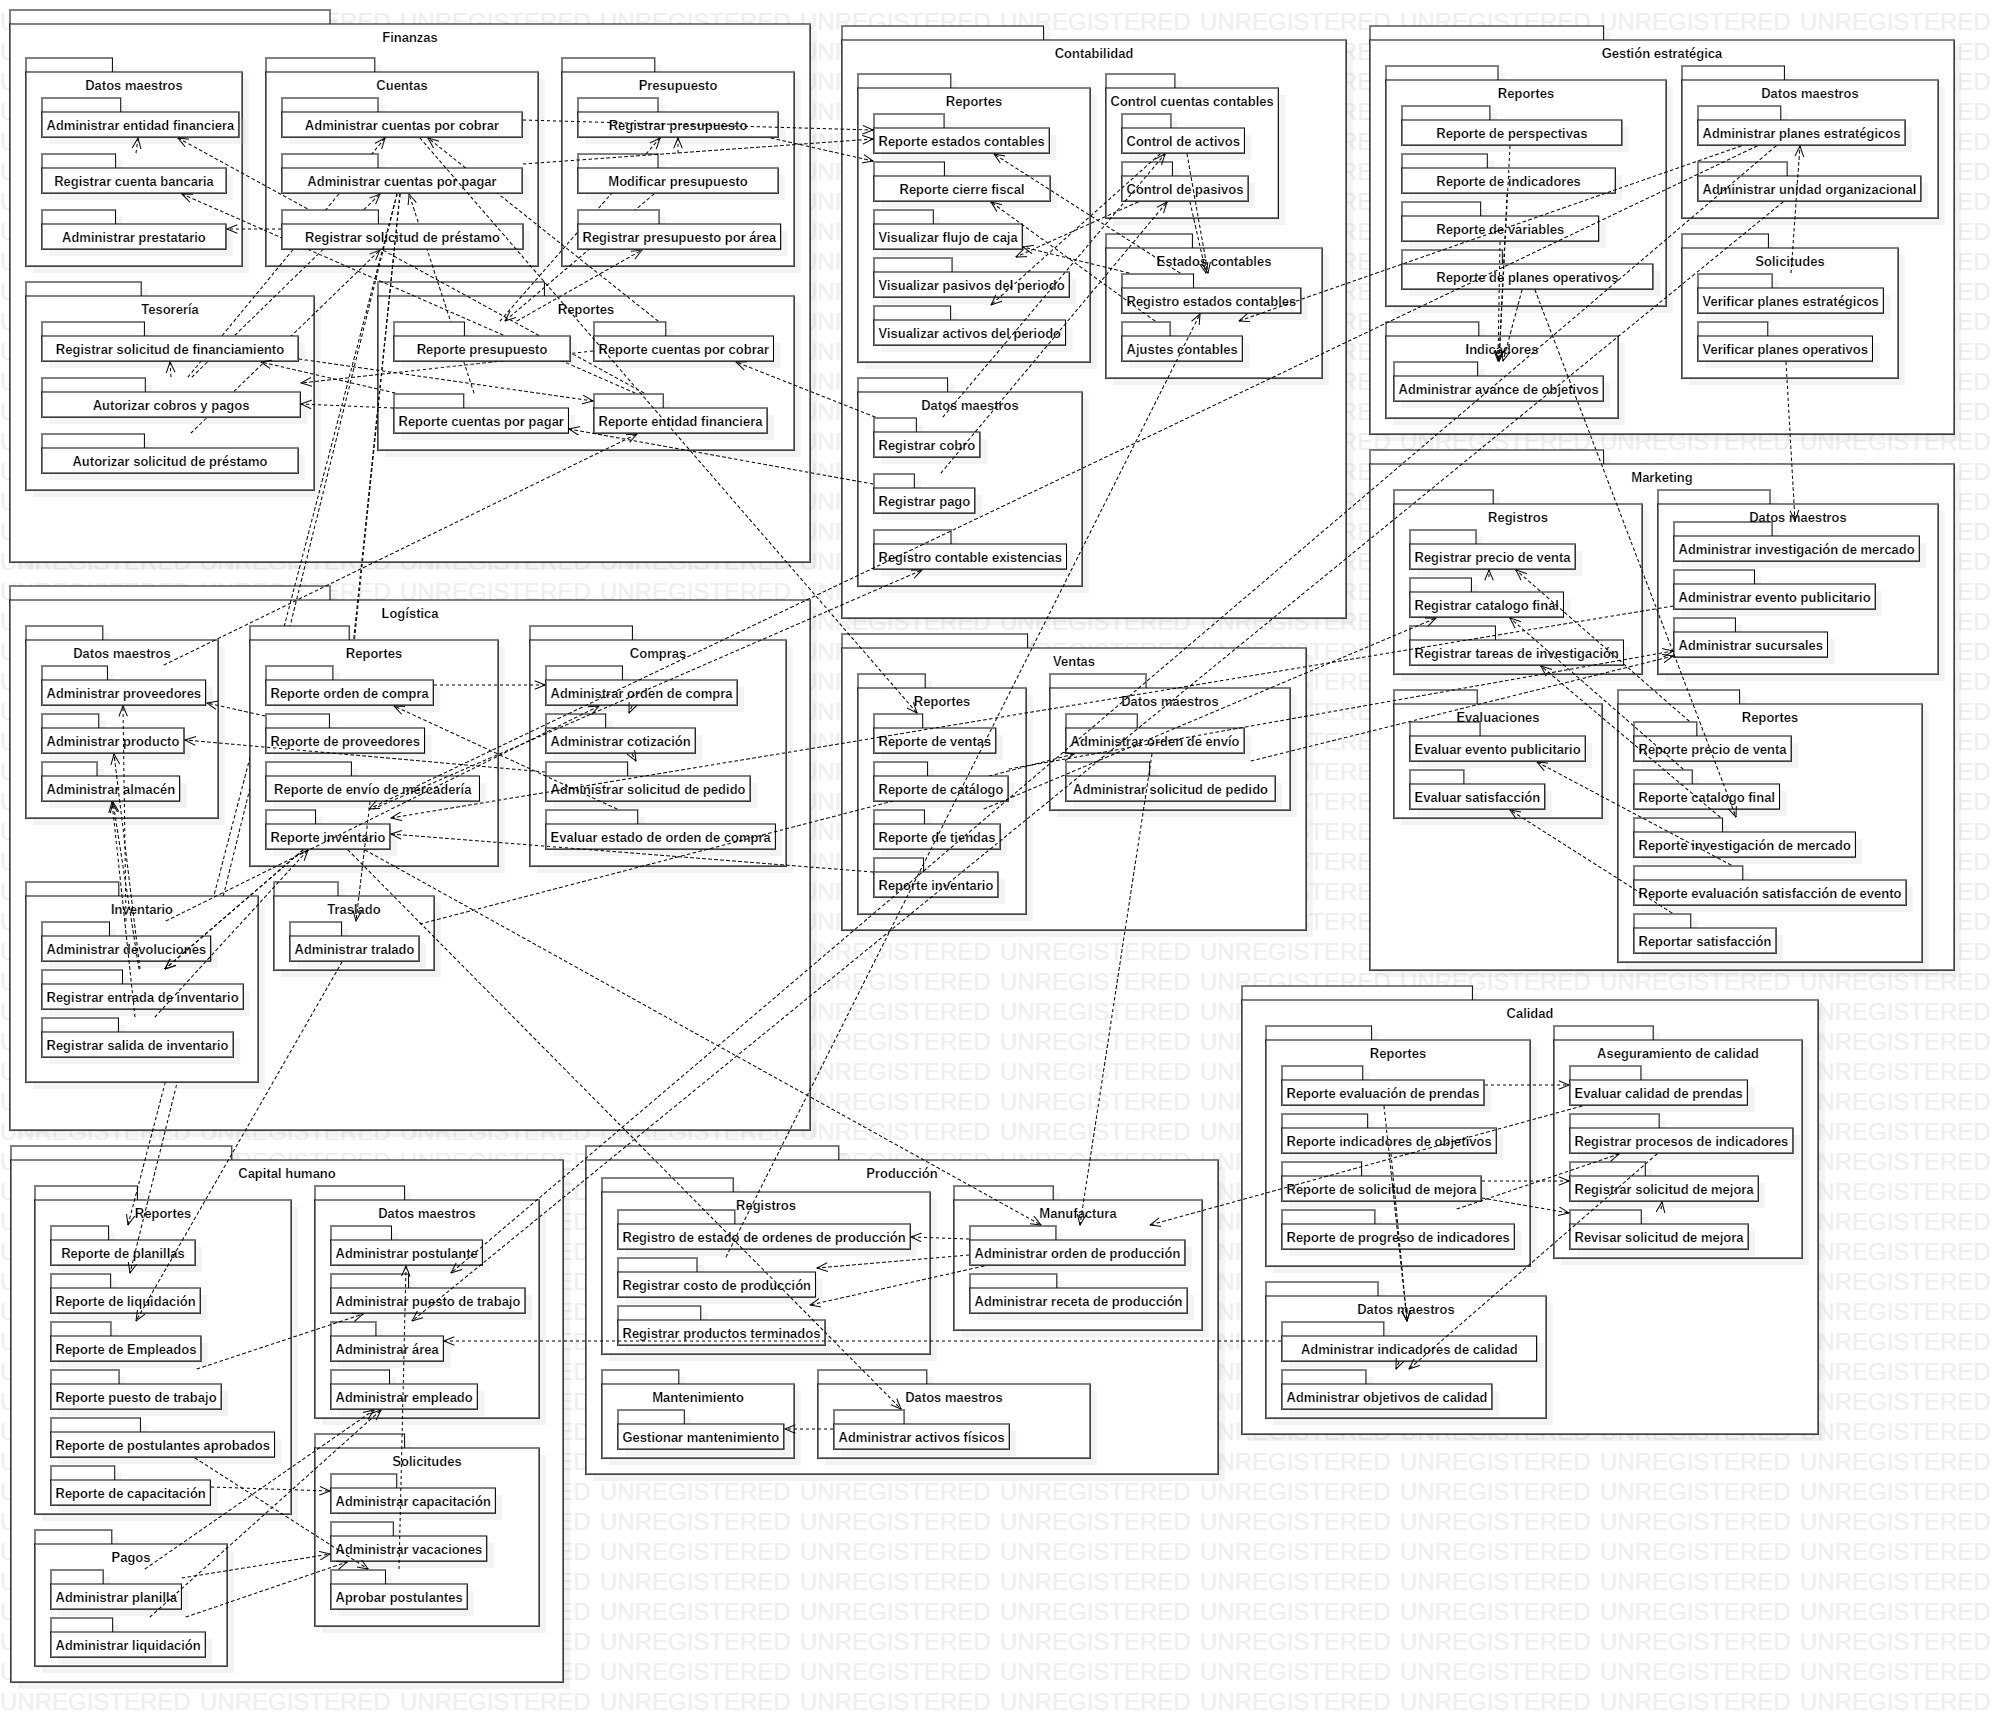 Finanzas
Datos maestros
Administrar entidad financiera
Registrar cuenta bancaria
Administrar prestatario
Cuentas
Administrar cuentas por cobrar
Administrar cuentas por pagar
Registrar solicitud de préstamo
Presupuesto
Registrar presupuesto
Modificar presupuesto
Registrar presupuesto por área
Tesorería
Registrar solicitud de financiamiento
Autorizar cobros y pagos
Autorizar solicitud de préstamo
Reportes
Reporte presupuesto
Reporte cuentas por cobrar
Reporte cuentas por pagar
Reporte entidad financiera
Contabilidad
Reportes
Reporte estados contables
Reporte cierre fiscal
Visualizar flujo de caja
Visualizar pasivos del periodo
Visualizar activos del periodo
Control cuentas contables
Control de activos
Control de pasivos
Estados contables
Registro estados contables
Ajustes contables
Datos maestros
Registrar cobro
Registrar pago
Registro contable existencias
Gestión estratégica
Reportes
Reporte de perspectivas
Reporte de indicadores
Reporte de variables
Reporte de planes operativos
Datos maestros
Administrar planes estratégicos
Administrar unidad organizacional
Solicitudes
Verificar planes estratégicos
Verificar planes operativos
Indicadores
Administrar avance de objetivos
Marketing
Registros
Registrar precio de venta
Registrar catalogo final
Registrar tareas de investigación
Datos maestros
Administrar investigación de mercado
Administrar evento publicitario
Administrar sucursales
Evaluaciones
Evaluar evento publicitario
Evaluar satisfacción
Reportes
Reporte precio de venta
Reporte catalogo final
Reporte investigación de mercado
Reporte evaluación satisfacción de evento
Reportar satisfacción
Logística
Datos maestros
Administrar proveedores
Administrar producto
Administrar almacén
Reportes
Reporte orden de compra
Reporte de proveedores
Reporte de envío de mercadería
Reporte inventario
Compras
Administrar orden de compra
Administrar cotización
Administrar solicitud de pedido
Evaluar estado de orden de compra
Inventario
Administrar devoluciones
Registrar entrada de inventario
Registrar salida de inventario
Traslado
Administrar tralado
Ventas
Reportes
Reporte de ventas
Reporte de catálogo
Reporte de tiendas
Reporte inventario
Datos maestros
Administrar orden de envío
Administrar solicitud de pedido
Calidad
Reportes
Reporte evaluación de prendas
Reporte indicadores de objetivos
Reporte de solicitud de mejora
Reporte de progreso de indicadores
Aseguramiento de calidad
Evaluar calidad de prendas
Registrar procesos de indicadores
Registrar solicitud de mejora
Revisar solicitud de mejora
Datos maestros
Administrar indicadores de calidad
Administrar objetivos de calidad
Capital humano
Reportes
Reporte de planillas
Reporte de liquidación
Reporte de Empleados
Reporte puesto de trabajo
Reporte de postulantes aprobados
Reporte de capacitación
Datos maestros
Administrar postulante
Administrar puesto de trabajo
Administrar área
Administrar empleado
Solicitudes
Administrar capacitación
Administrar vacaciones
Aprobar postulantes
Pagos
Administrar planilla
Administrar liquidación
Producción
Registros
Registro de estado de ordenes de producción
Registrar costo de producción
Registrar productos terminados
Manufactura
Administrar orden de producción
Administrar receta de producción
Mantenimiento
Gestionar mantenimiento
Datos maestros
Administrar activos físicos
UNREGISTERED UNREGISTERED UNREGISTERED UNREGISTERED UNREGISTERED UNREGISTERED UNREGISTERED UNREGISTERED UNREGISTERED UNREGISTERED